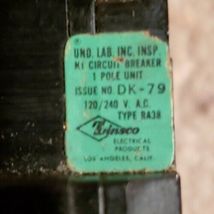 UND. LAB. INC. INSP.
M1 CIRCUIT BREAKER
1 POLE UNIT
ISSUE NO. DK-79
120/240 V. A.C.
TYPE RA38
Zinsco
ELECTRICAL
PRODUCTS
LOS ANGELES, CALIF.